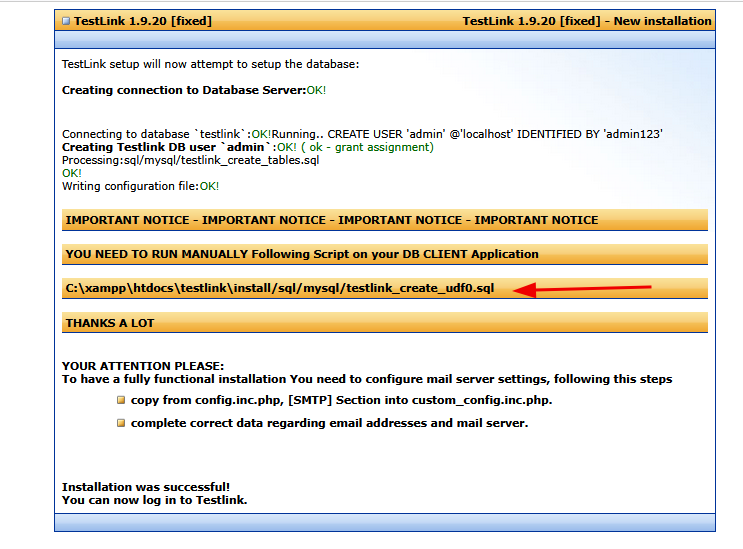 TestLink 1.9.20 [fixed]
TestLink 1.9.20 [fixed] - New installation
TestLink setup will now attempt to setup the database:
Creating connection to Database Server:OK!
Connecting to database `testlink`:OK!Running.. CREATE USER 'admin' @'localhost' IDENTIFIED BY 'admin123'
Creating Testlink DB user `admin`:OK! ( ok - grant assignment)
Processing:sql/mysql/testlink_create_tables.sql
OK!
Writing configuration file:OK!
IMPORTANT NOTICE - IMPORTANT NOTICE - IMPORTANT NOTICE - IMPORTANT NOTICE
YOU NEED TO RUN MANUALLY Following Script on your DB CLIENT Application
C:\xampp\htdocs\testlink\install/sql/mysql/testlink_create_udf0.sql
THANKS A LOT
YOUR ATTENTION PLEASE:
To have a fully functional installation You need to configure mail server settings, following this steps
copy from config.inc.php, [SMTP] Section into custom_config.inc.php.
complete correct data regarding email addresses and mail server.
Installation was successful!
You can now log in to Testlink.